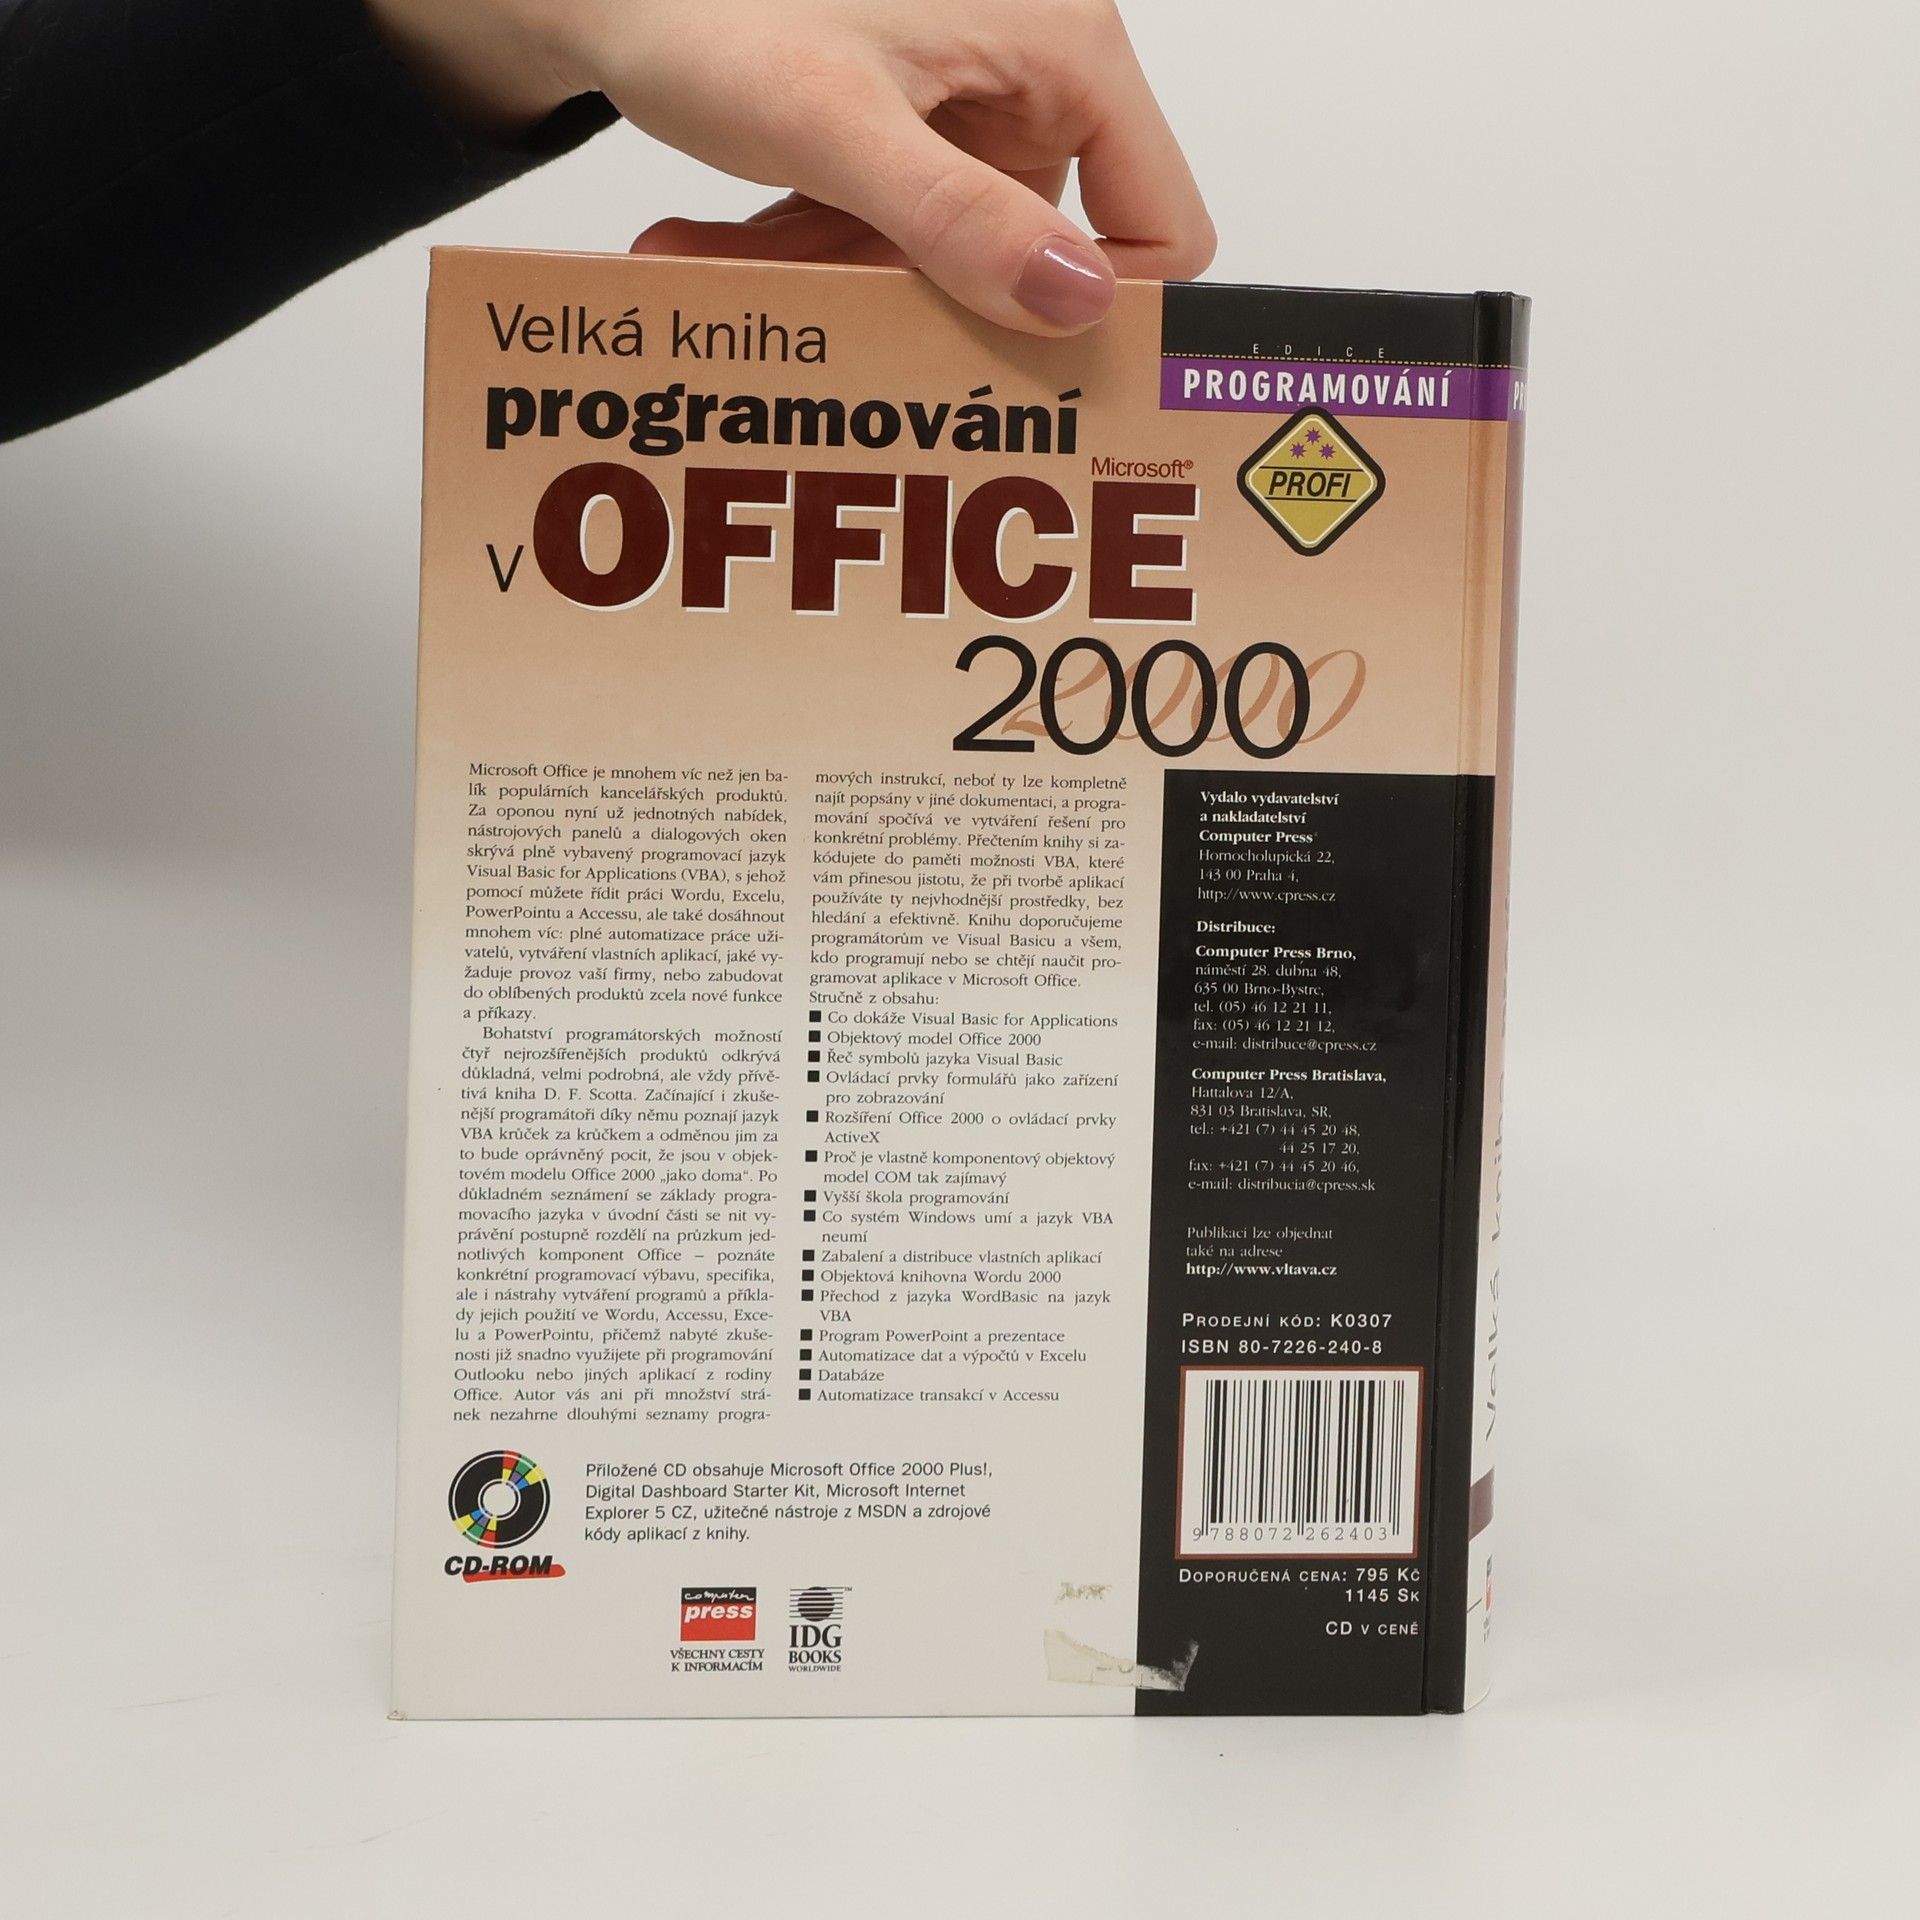 Velká kniha
programování
Microsoft®
v OFFICE
2000
EDICE
PROGRAMOVÁNÍ
PROFI
Microsoft Office je mnohem víc než jen ba-
lík populárních kancelářských produktů.
Za oponou nyní už jednotných nabídek,
nástrojových panelů a dialogových oken
skrývá plně vybavený programovací jazyk
Visual Basic for Applications (VBA), s jehož
pomocí můžete řídit práci Wordu, Excelu,
PowerPointu a Accessu, ale také dosáhnout
mnohem víc: plné automatizace práce uži-
vatelů, vytváření vlastních aplikací, jaké vy-
žaduje provoz vaší firmy, nebo zabudovat
do oblíbených produktů zcela nové funkce
a příkazy.
Bohatství programátorských možností
čtyř nejrozšířenějších produktů odkrývá
důkladná, velmi podrobná, ale vždy přívě-
tivá kniha D. F. Scotta. Začínající i zkuše-
nější programátoři díky němu poznají jazyk
VBA krůček za krůčkem a odměnou jim za
to bude oprávněný pocit, že jsou v objek-
tovém modelu Office 2000 „jako doma“. Po
důkladném seznámení se základy progra-
movacího jazyka v úvodní části se nit vy-
právění postupně rozdělí na průzkum jed-
notlivých komponent Office – poznáte
konkrétní programovací výbavu, specifika,
ale i nástrahy vytváření programů a příkla-
dy jejich použití ve Wordu, Accessu, Exce-
lu a PowerPointu, přičemž nabyté zkuše-
nosti již snadno využijete při programování
Outlooku nebo jiných aplikací z rodiny
Office. Autor vás ani při množství strá-
nek nezahrne dlouhými seznamy progra-
mových instrukcí, neboť ty lze kompletně
najít popsány v jiné dokumentaci, a progra-
mování spočívá ve vytváření řešení pro
konkrétní problémy. Přečtením knihy si za-
kódujete do paměti možnosti VBA, které
vám přinesou jistotu, že při tvorbě aplikací
používáte ty nejvhodnější prostředky, bez
hledání a efektivně. Knihu doporučujeme
programátorům ve Visual Basicu a všem,
kdo programují nebo se chtějí naučit pro-
gramovat aplikace v Microsoft Office.
Stručně z obsahu:
■ Co dokáže Visual Basic for Applications
■ Objektový model Office 2000
■ Řeč symbolů jazyka Visual Basic
■ Ovládací prvky formulářů jako zařízení
pro zobrazování
■ Rozšíření Office 2000 o ovládací prvky
ActiveX
■ Proč je vlastně komponentový objektový
model COM tak zajímavý
■ Vyšší škola programování
■ Co systém Windows umí a jazyk VBA
neumí
■ Zabalení a distribuce vlastních aplikací
■ Objektová knihovna Wordu 2000
■ Přechod z jazyka WordBasic na jazyk
VBA
■ Program PowerPoint a prezentace
■ Automatizace dat a výpočtů v Excelu
■ Databáze
■ Automatizace transakcí v Accessu
Vydalo vydavatelství
a nakladatelství
Computer Press
Hornocholupická 22,
143 00 Praha 4,
http://www.cpress.cz
Distribuce:
Computer Press Brno,
náměstí 28. dubna 48,
635 00 Brno-Bystrc,
tel. (05) 46 12 21 11,
fax: (05) 46 12 21 12,
e-mail: distribuce@cpress.cz
Computer Press Bratislava,
Hattalova 12/A,
831 03 Bratislava, SR,
tel.: +421 (7) 44 45 20 48,
44 25 17 20,
fax: +421 (7) 44 45 20 46,
e-mail: distribucia@cpress.sk
Publikaci lze objednat
také na adrese
http://www.vltava.cz
PRODEJNÍ KÓD: K0307
ISBN 80-7226-240-8
9 788072 262403
DOPORUČENÁ CENA: 795 KČ
1145 SK
CD V CENĚ
CD-ROM
Přiložené CD obsahuje Microsoft Office 2000 Plus!,
Digital Dashboard Starter Kit, Microsoft Internet
Explorer 5 CZ, užitečné nástroje z MSDN a zdrojové
kódy aplikací z knihy.
computer
press
VŠECHNY CESTY
K INFORMACÍM
IDG
BOOKS
WORLDWIDE
™